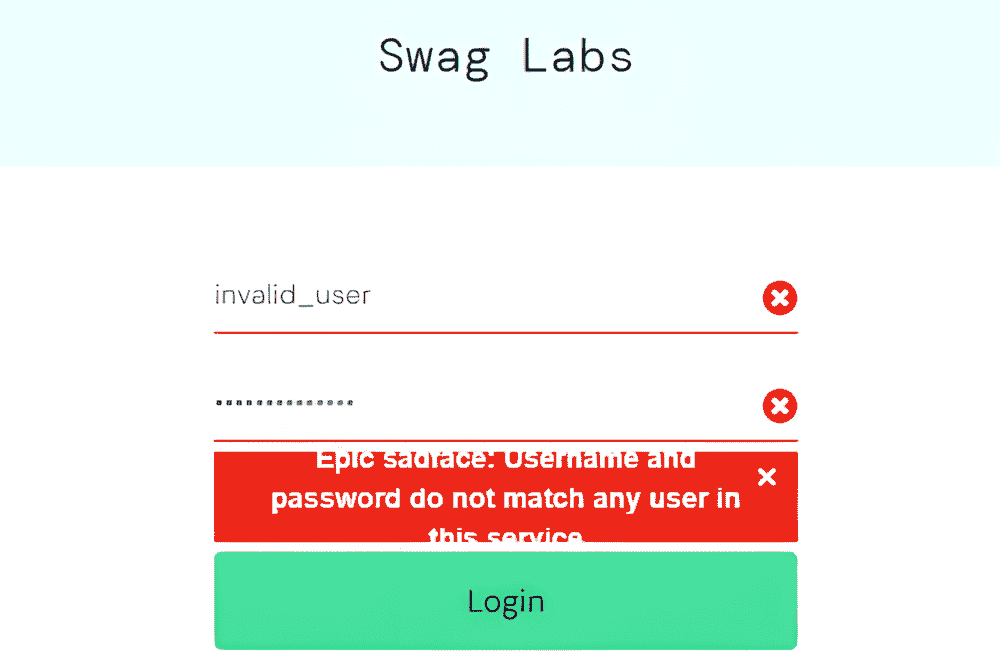 Swag Labs
invalid_user
Epic sadface: Username and
password do not match any user in
this service
Login